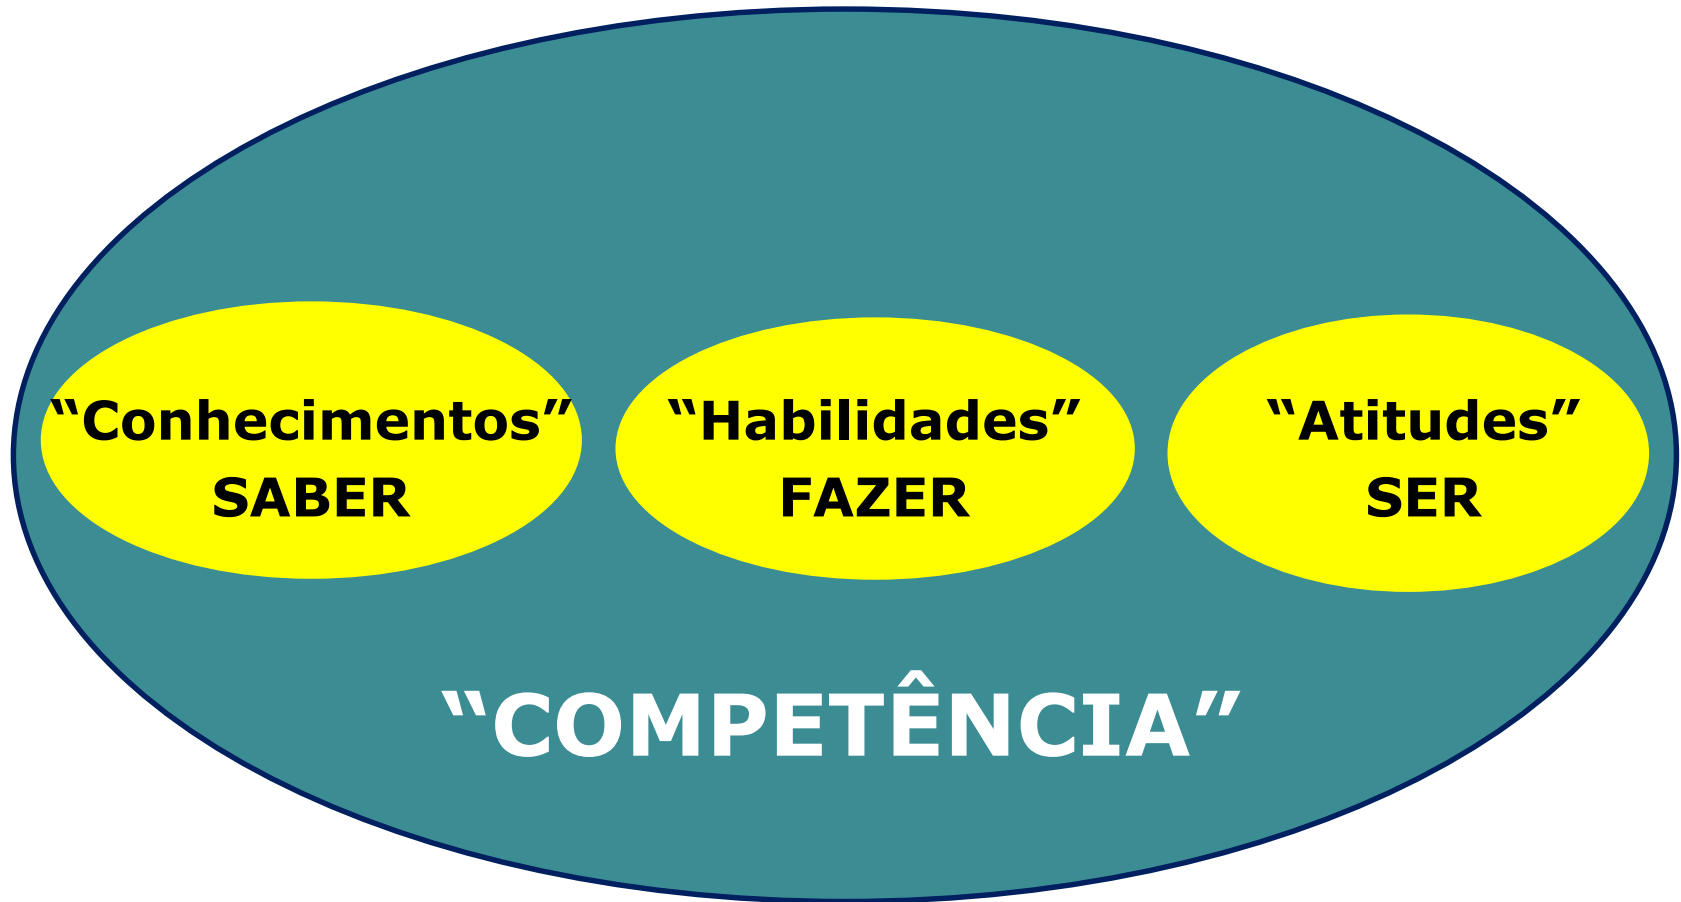 “Conhecimentos”
SABER
“Habilidades”
FAZER
“Atitudes”
SER
“COMPETÊNCIA”